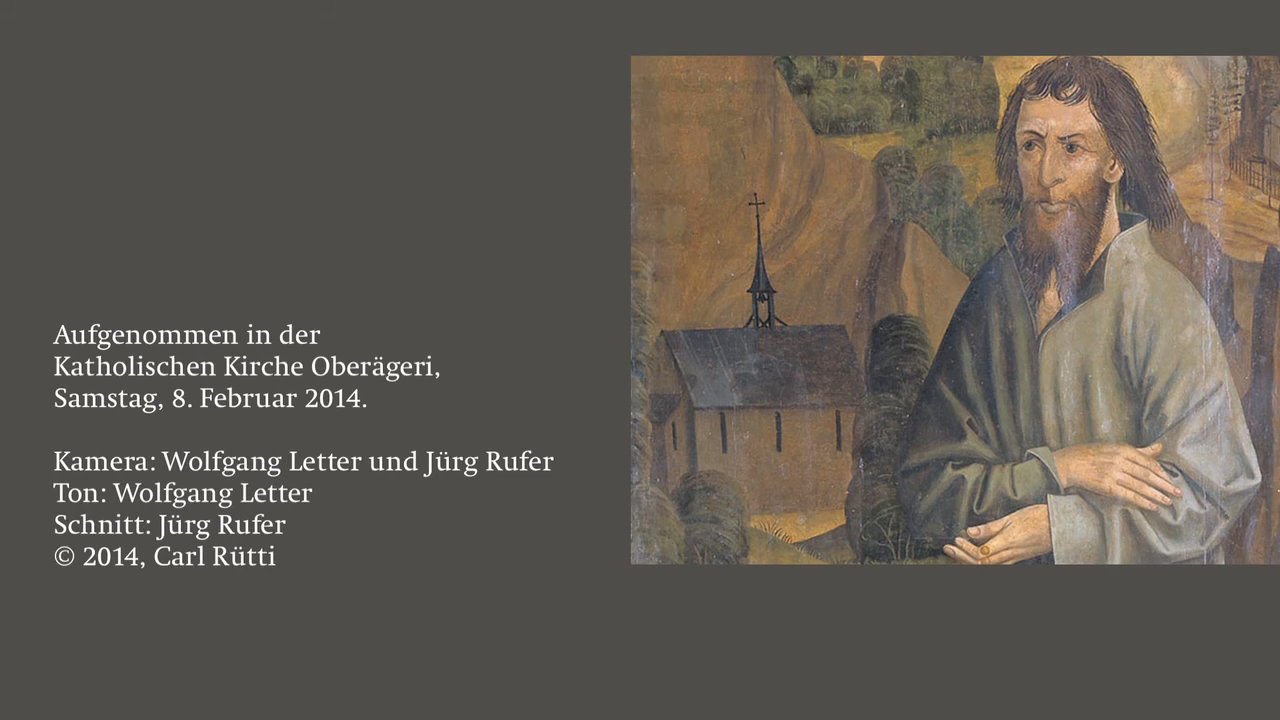 Aufgenommen in der
Katholischen Kirche Oberägeri,
Samstag, 8. Februar 2014.
Kamera: Wolfgang Letter und Jürg Rufer
Ton: Wolfgang Letter
Schnitt: Jürg Rufer
© 2014, Carl Rütti